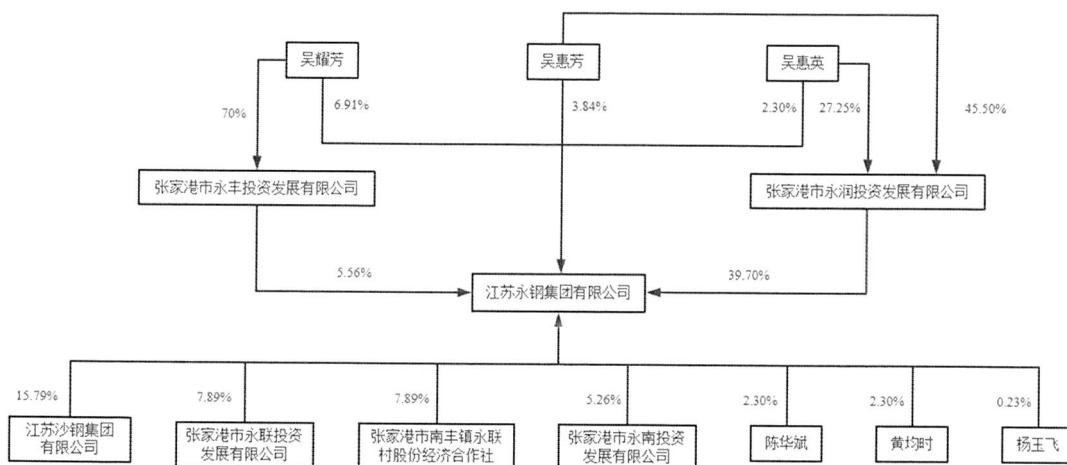 吴耀芳
吴惠芳
吴惠英
70%
6.91%
3.84%
2.30%
27.25%
45.50%
张家港市永丰投资发展有限公司
张家港市永润投资发展有限公司
5.56%
39.70%
江苏永钢集团有限公司
15.79%
7.89%
7.89%
5.26%
2.30%
2.30%
0.23%
江苏沙钢集团
有限公司
张家港市永联投资
发展有限公司
张家港市南丰镇永联
村股份经济合作社
张家港市永南投资
发展有限公司
陈华斌
黄均时
杨玉飞